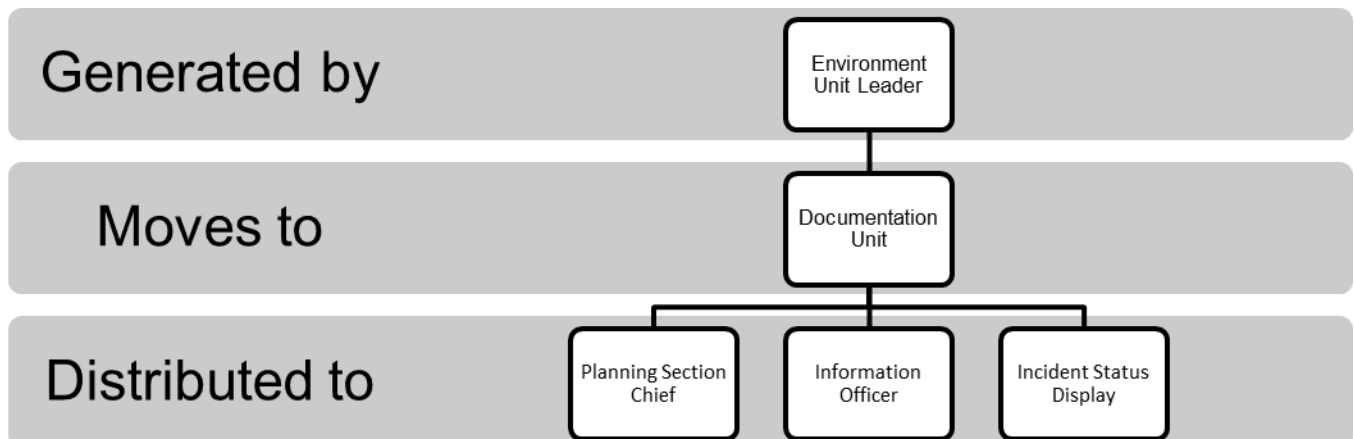 Generated by
Environment
Unit Leader
Moves to
Documentation
Unit
Distributed to
Planning Section
Chief
Information
Officer
Incident Status
Display